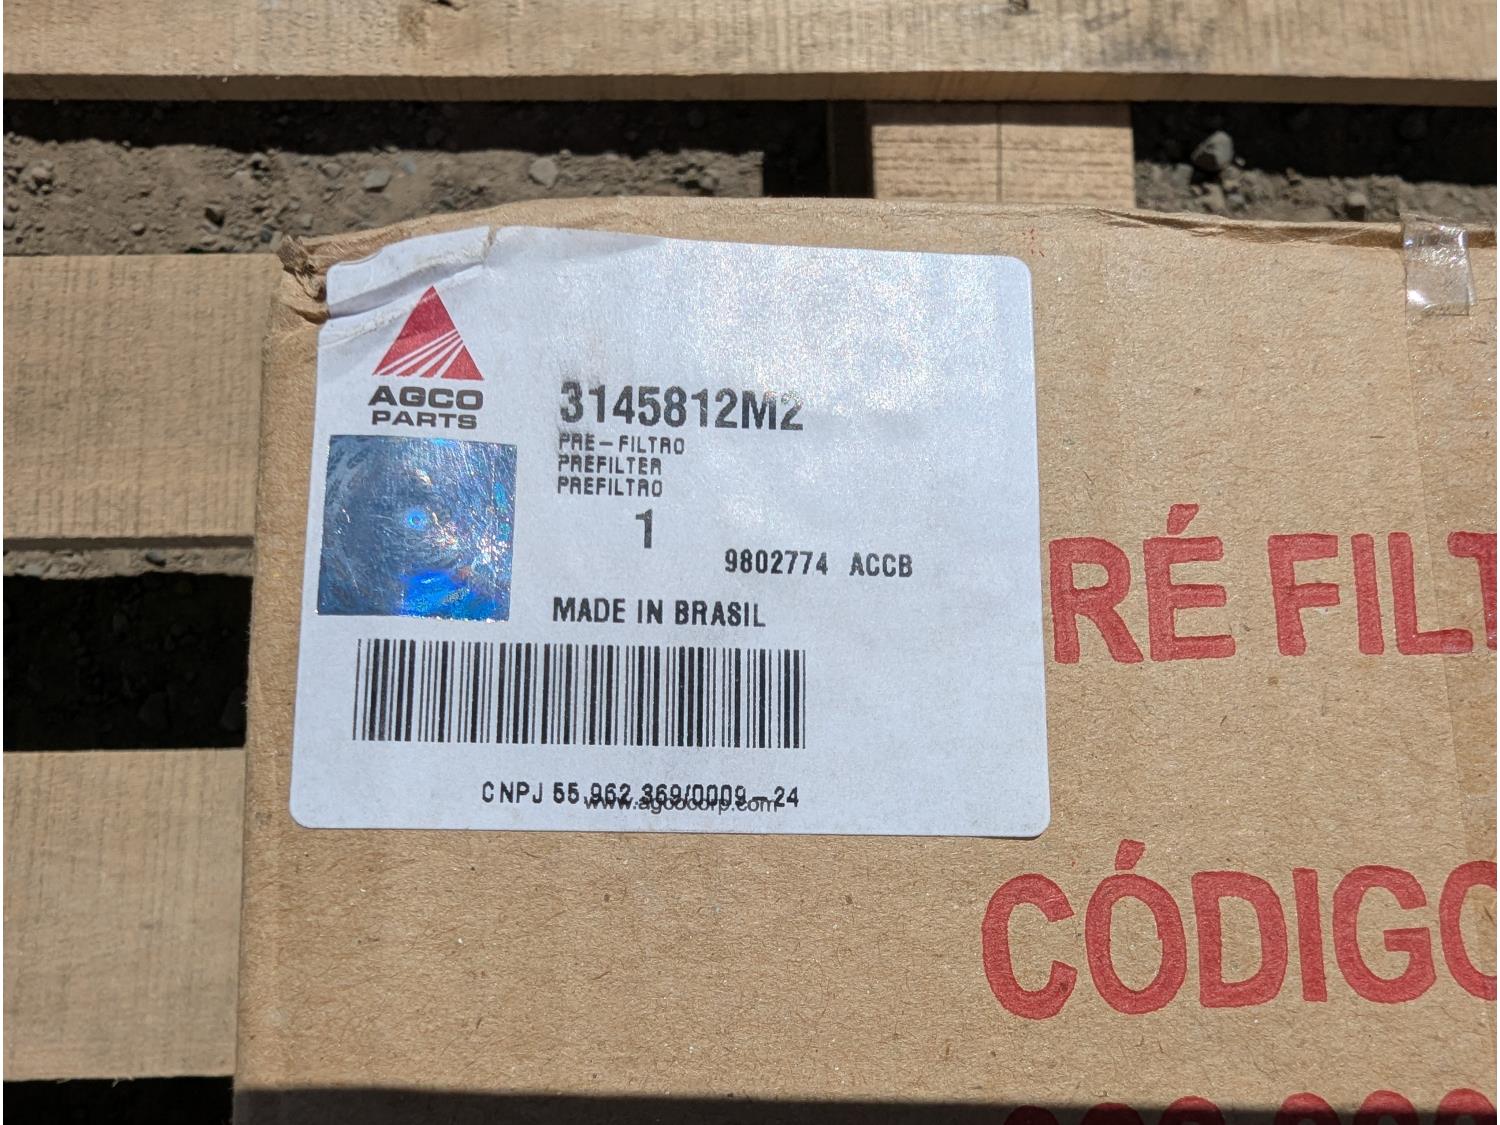 AGCO
PARTS
3145812M2
PRE-FILTRO
PREFILTER
PREFILTRO
1
9802774 ACCB
MADE IN BRASIL
CNPJ 55.962.369/0009-24
www.agcocorp.com
RÉ FILT
CÓDIGO